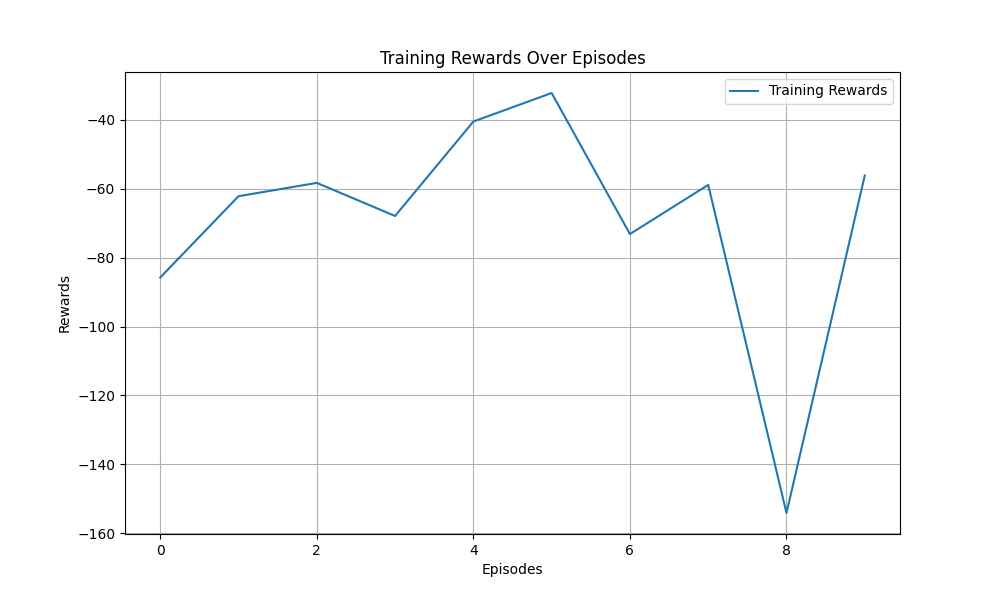 Training Rewards Over Episodes
Training Rewards
−40
−60
−80
−100
−120
−140
−160
Rewards
0 2 4 6 8
Episodes